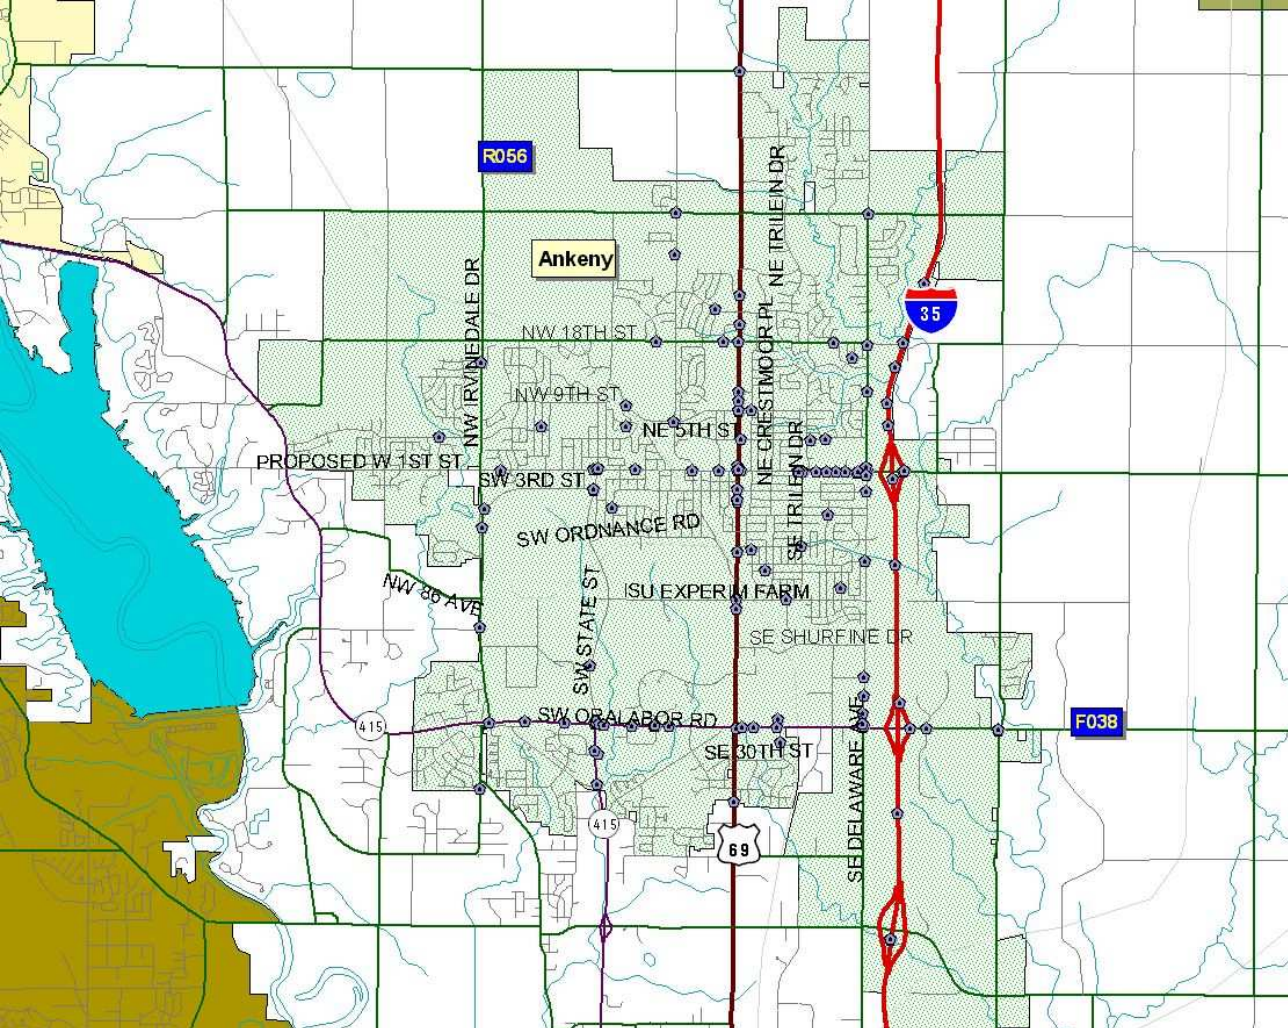 R056
NE TRILEIN DR
Ankeny
NW IRVINEDALE DR
35
NW 18TH ST
NE CRESTMOOR PL
NW 9TH ST
NE 5TH ST
PROPOSED W 1ST ST
SW 3RD ST
SE TRILEIN DR
SW ORDNANCE RD
NW 86 AVE
SW STATE ST
ISU EXPERIM FARM
SE SHURFINE DR
SW ORALABOR RD
415
F038
SE 30TH ST
SE DELAWARE AVE
415
69